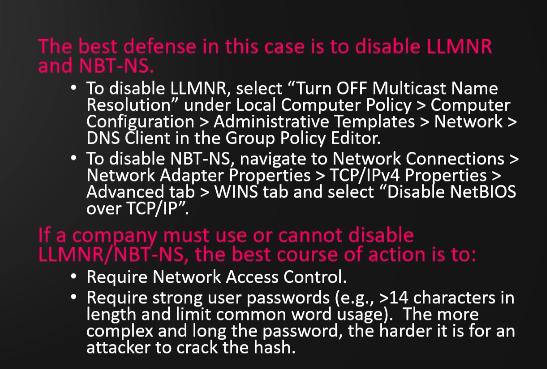 The best defense in this case is to disable LLMNR
and NBT-NS.
• To disable LLMNR, select “Turn OFF Multicast Name
Resolution” under Local Computer Policy > Computer
Configuration > Administrative Templates > Network >
DNS Client in the Group Policy Editor.
• To disable NBT-NS, navigate to Network Connections >
Network Adapter Properties > TCP/IPv4 Properties >
Advanced tab > WINS tab and select “Disable NetBIOS
over TCP/IP”.
If a company must use or cannot disable
LLMNR/NBT-NS, the best course of action is to:
• Require Network Access Control.
• Require strong user passwords (e.g., >14 characters in
length and limit common word usage).  The more
complex and long the password, the harder it is for an
attacker to crack the hash.